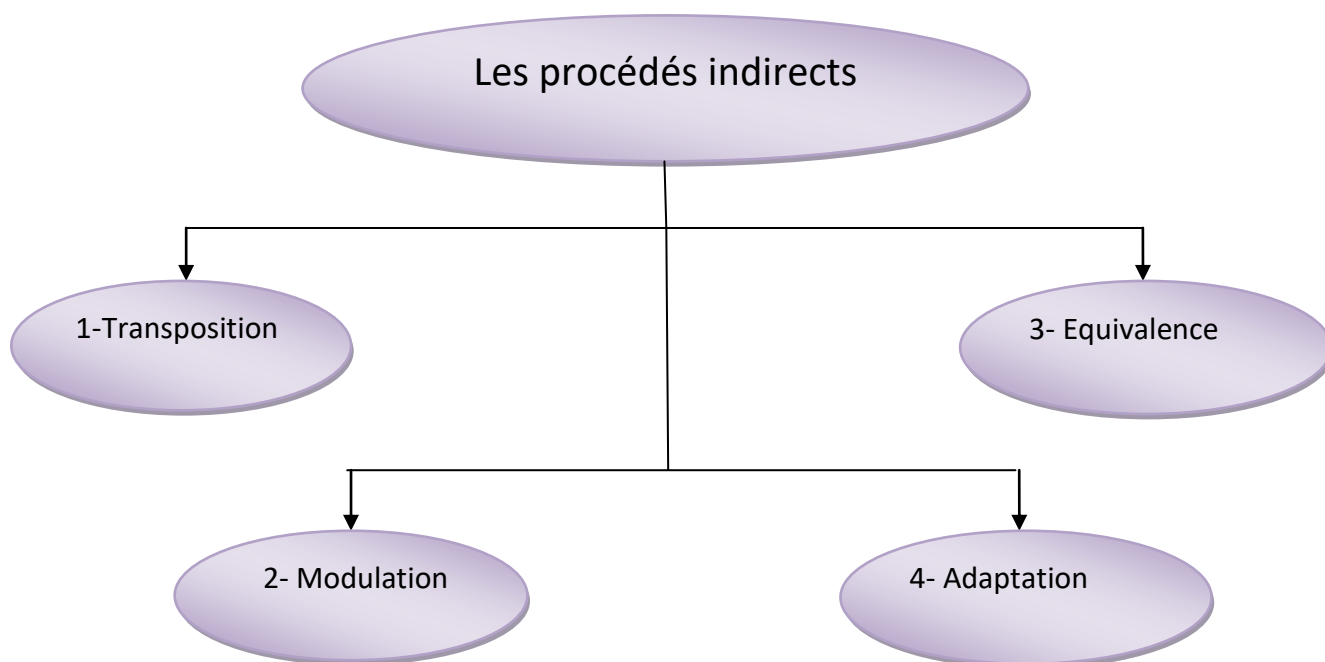 Les procédés indirects
1-Transposition
3- Equivalence
2- Modulation
4- Adaptation